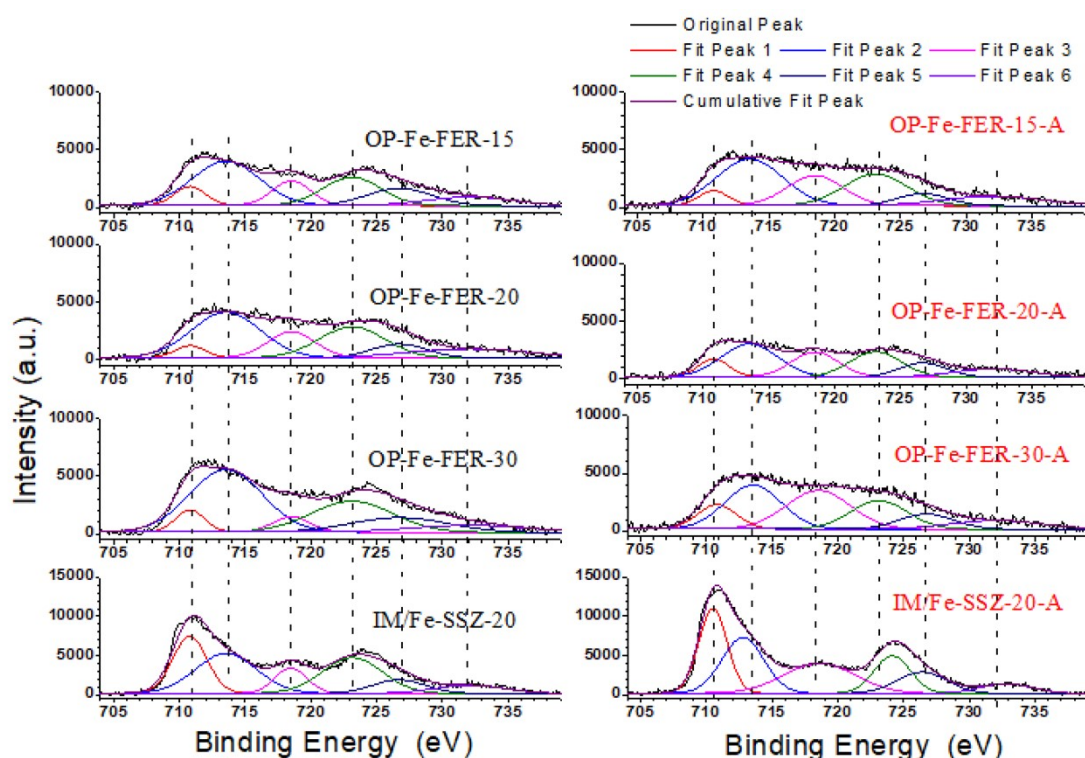 Original Peak
Fit Peak 1 Fit Peak 2 Fit Peak 3
Fit Peak 4 Fit Peak 5 Fit Peak 6
Cumulative Fit Peak
Intensity (a.u.)
10000
5000
0
OP-Fe-FER-15
705 710 715 720 725 730 735
10000
5000
0
OP-Fe-FER-15-A
705 710 715 720 725 730 735
10000
5000
0
OP-Fe-FER-20
705 710 715 720 725 730 735
10000
5000
0
OP-Fe-FER-20-A
705 710 715 720 725 730 735
10000
5000
0
OP-Fe-FER-30
705 710 715 720 725 730 735
10000
5000
0
OP-Fe-FER-30-A
705 710 715 720 725 730 735
15000
10000
5000
0
IM/Fe-SSZ-20
705 710 715 720 725 730 735
15000
10000
5000
0
IM/Fe-SSZ-20-A
705 710 715 720 725 730 735
Binding Energy (eV)
Binding Energy (eV)